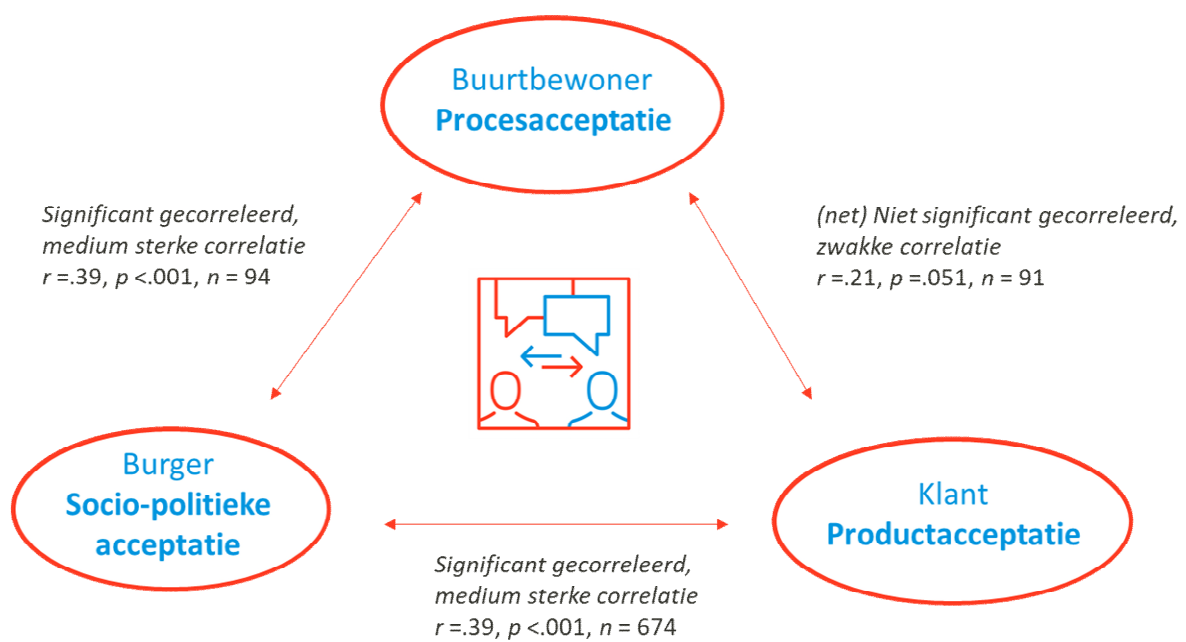 Buurtbewoner
Procesacceptatie
Significant gecorreleerd,
medium sterke correlatie
r =.39, p <.001, n = 94
(net) Niet significant gecorreleerd,
zwakke correlatie
r =.21, p =.051, n = 91
Burger
Socio-politieke
acceptatie
Klant
Productacceptatie
Significant gecorreleerd,
medium sterke correlatie
r =.39, p <.001, n = 674